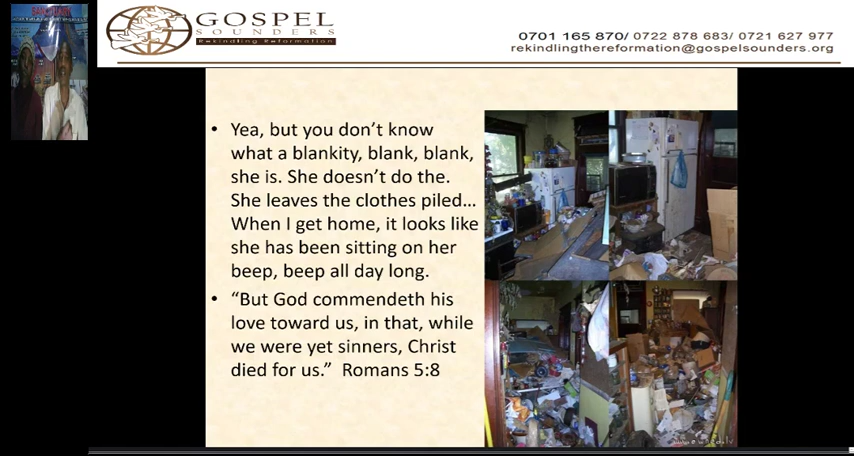 GOSPEL
SOUNDERS
Rekindling Reformation
0701 165 870/ 0722 878 683/ 0721 627 977
rekindlingthereformation@gospelsounders.org
• Yea, but you don't know
what a blankity, blank, blank,
she is. She doesn't do the.
She leaves the clothes piled...
When I get home, it looks like
she has been sitting on her
beep, beep all day long.
• "But God commendeth his
love toward us, in that, while
we were yet sinners, Christ
died for us." Romans 5:8